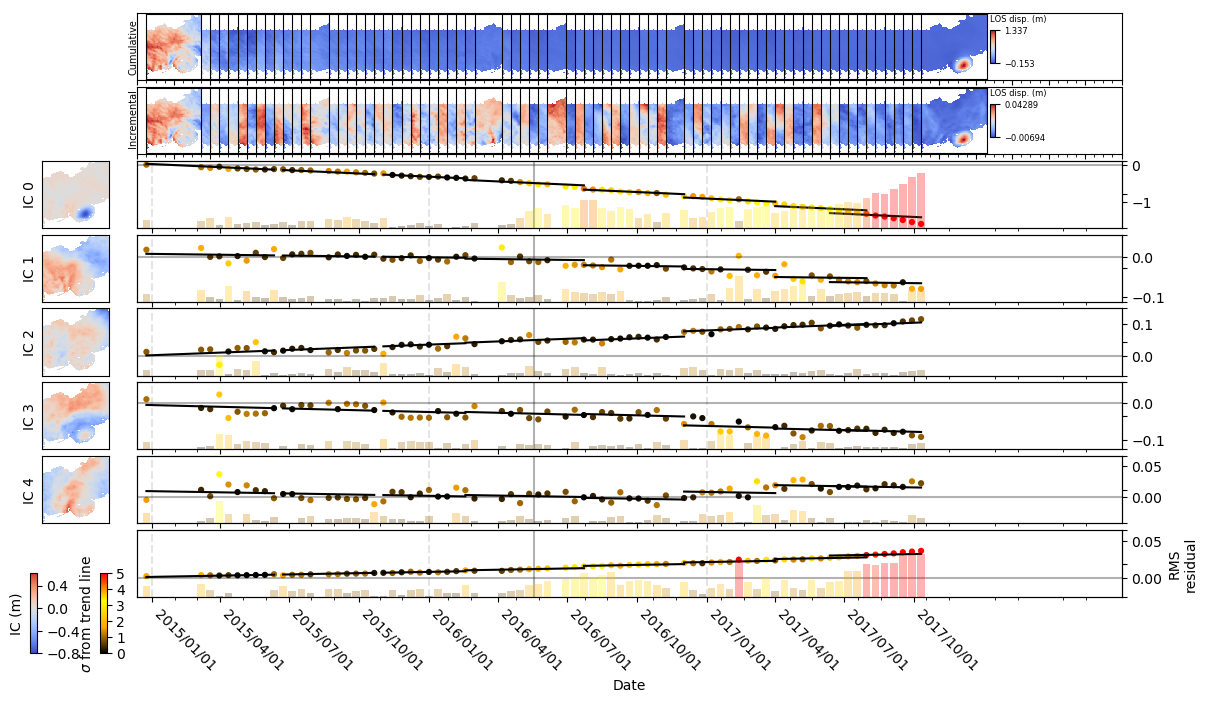 Cumulative
LOS disp. (m)
1.337
−0.153
Incremental
LOS disp. (m)
0.04289
−0.00694
IC 0
0
−1
IC 1
0.0
−0.1
IC 2
0.1
0.0
IC 3
0.0
−0.1
IC 4
0.05
0.00
0.05
0.00
RMS
residual
IC (m)
0.4
0.0
−0.4
−0.8
σ from trend line
5
4
3
2
1
0
2015/01/01
2015/04/01
2015/07/01
2015/10/01
2016/01/01
2016/04/01
2016/07/01
2016/10/01
2017/01/01
2017/04/01
2017/07/01
2017/10/01
Date